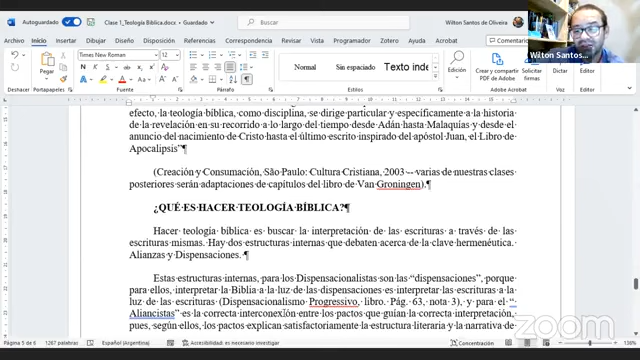 Autoguardado
Clase 1_Teología Bíblica.docx • Guardado
Buscar
Wilton Santos de Oliveira
Archivo Inicio Insertar Dibujar Diseño Disposición Referencias Correspondencia Revisar Vista Programador Zotero Ayuda Acrobat
Comentarios
Times New Roman 12
Pegar
Normal
Sin espaciado
Texto inde
Edición
Crear y compartir PDF de Adobe
Solicitar firmas
Dictar
Editor
Portapapeles Fuente Párrafo Estilos Adobe Acrobat Voz Editor
Wilton Santos...
efecto, la teología bíblica, como disciplina, se dirige particular y específicamente a la historia
de la revelación en su recorrido a lo largo del tiempo desde Adán hasta Malaquías y desde el
anuncio del nacimiento de Cristo hasta el último escrito inspirado del apóstol Juan, el Libro de
Apocalipsis”¶
(Creación y Consumación, São Paulo: Cultura Cristiana, 2003 -- varias de nuestras clases
posteriores serán adaptaciones de capítulos del libro de Van Groningen).¶
¿QUÉ ES HACER TEOLOGÍA BÍBLICA?¶
Hacer teología bíblica es buscar la interpretación de las escrituras a través de las
escrituras mismas. Hay dos estructuras internas que debaten acerca de la clave hermenéutica.
Alianzas y Dispensaciones. ¶
Estas estructuras internas, para los Dispensacionalistas son las “dispensaciones”, porque
para ellos, interpretar la Biblia a la luz de las dispensaciones es interpretar las escrituras a la
luz de las escrituras (Dispensacionalismo Progressivo, libro. Pág. 63, nota 3), y para el “
Aliancistas” es la correcta interconexión entre los pactos que guían la correcta interpretación,
pues, según ellos, los pactos explican satisfactoriamente la estructura literaria y la narrativa de
zoom
Página 5 de 6 1267 palabras Español (Argentina) Accesibilidad: es necesario investigar
136%